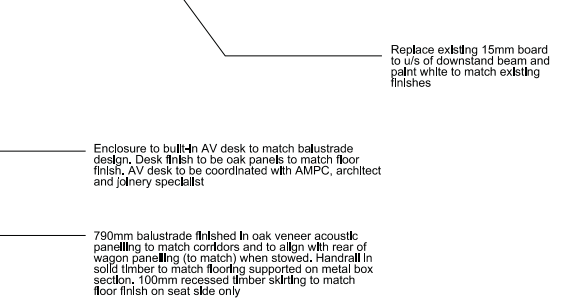 Replace existing 15mm board
to u/s of downstand beam and
paint white to match existing
finishes
Enclosure to built-in AV desk to match balustrade
design. Desk finish to be oak panels to match floor
finish. AV desk to be coordinated with AMPC, architect
and joinery specialist
790mm balustrade finished in oak veneer acoustic
panelling to match corridors and to align with rear of
wagon panelling (to match) when stowed. Handrail in
solid timber to match flooring supported on metal box
section. 100mm recessed timber skirting to match
floor finish on seat side only